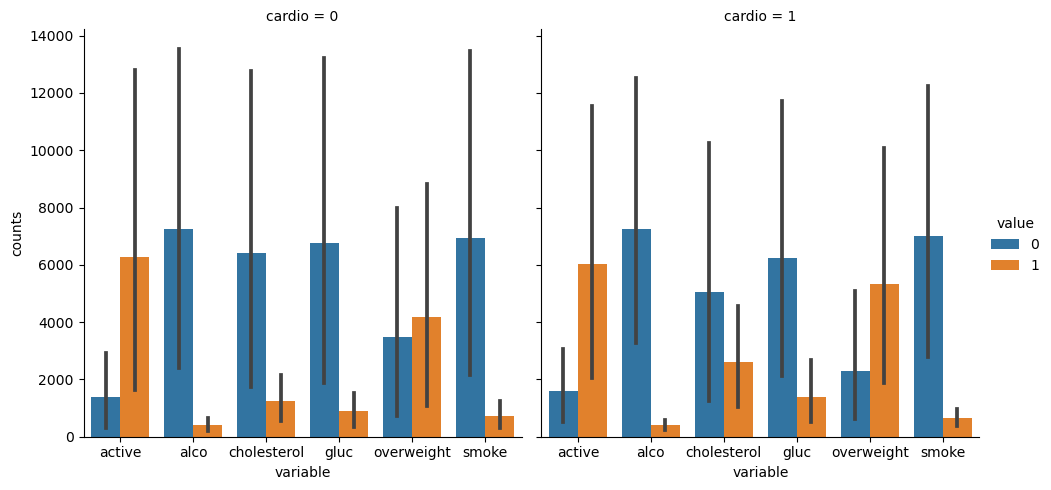 cardio = 0
cardio = 1
14000
12000
10000
8000
6000
4000
2000
0
counts
active alco cholesterol gluc overweight smoke
variable
active alco cholesterol gluc overweight smoke
variable
value
0
1